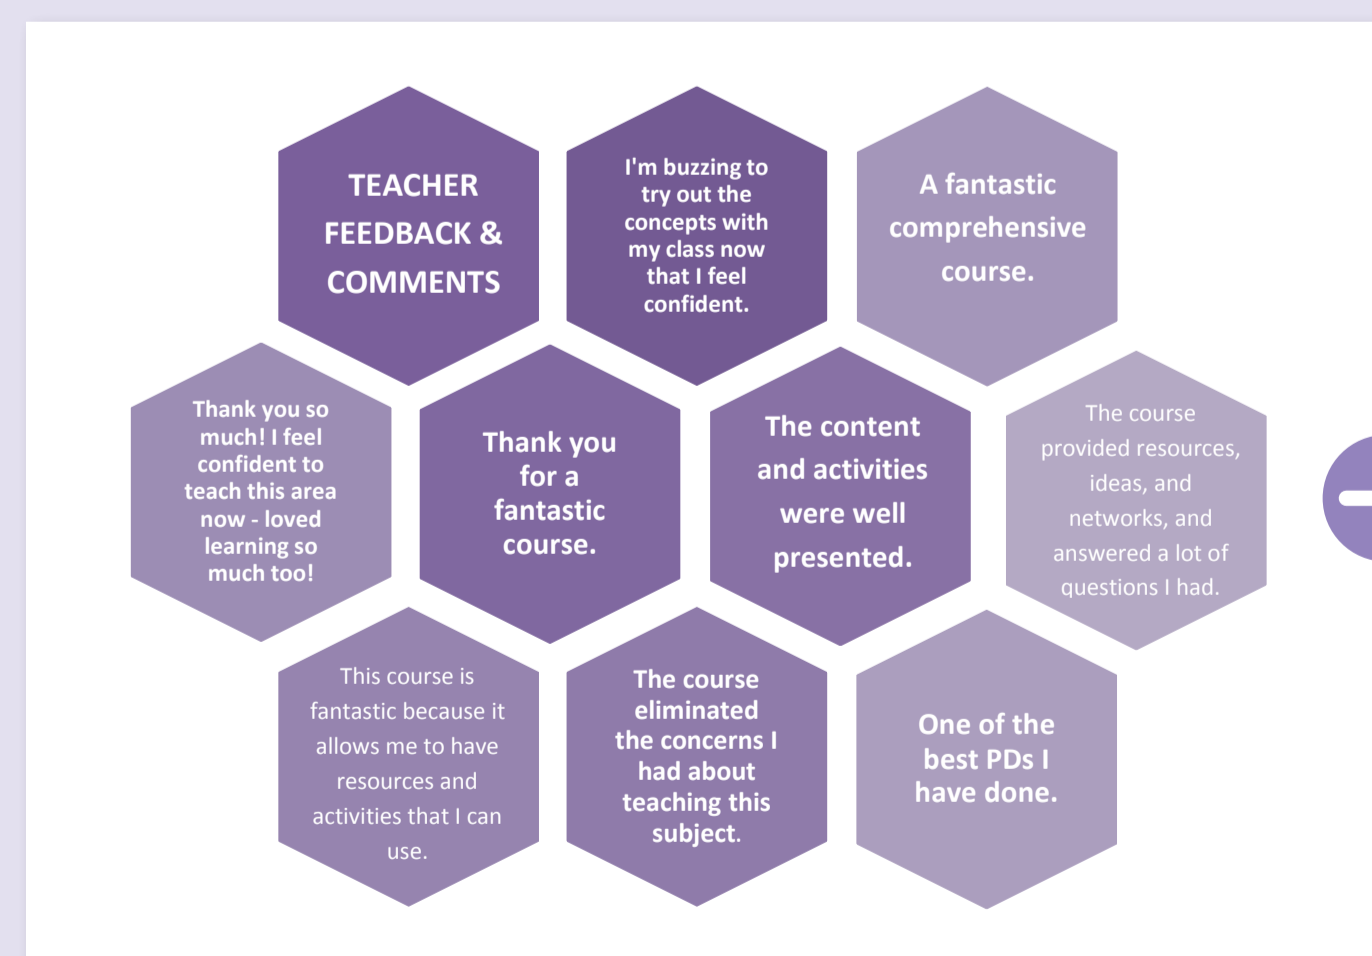 TEACHER
FEEDBACK &
COMMENTS
I'm buzzing to
try out the
concepts with
my class now
that I feel
confident.
A fantastic
comprehensive
course.
Thank you so
much! I feel
confident to
teach this area
now - loved
learning so
much too!
Thank you
for a
fantastic
course.
The content
and activities
were well
presented.
The course
provided resources,
ideas, and
networks, and
answered a lot of
questions I had.
This course is
fantastic because it
allows me to have
resources and
activities that I can
use.
The course
eliminated
the concerns I
had about
teaching this
subject.
One of the
best PDs I
have done.